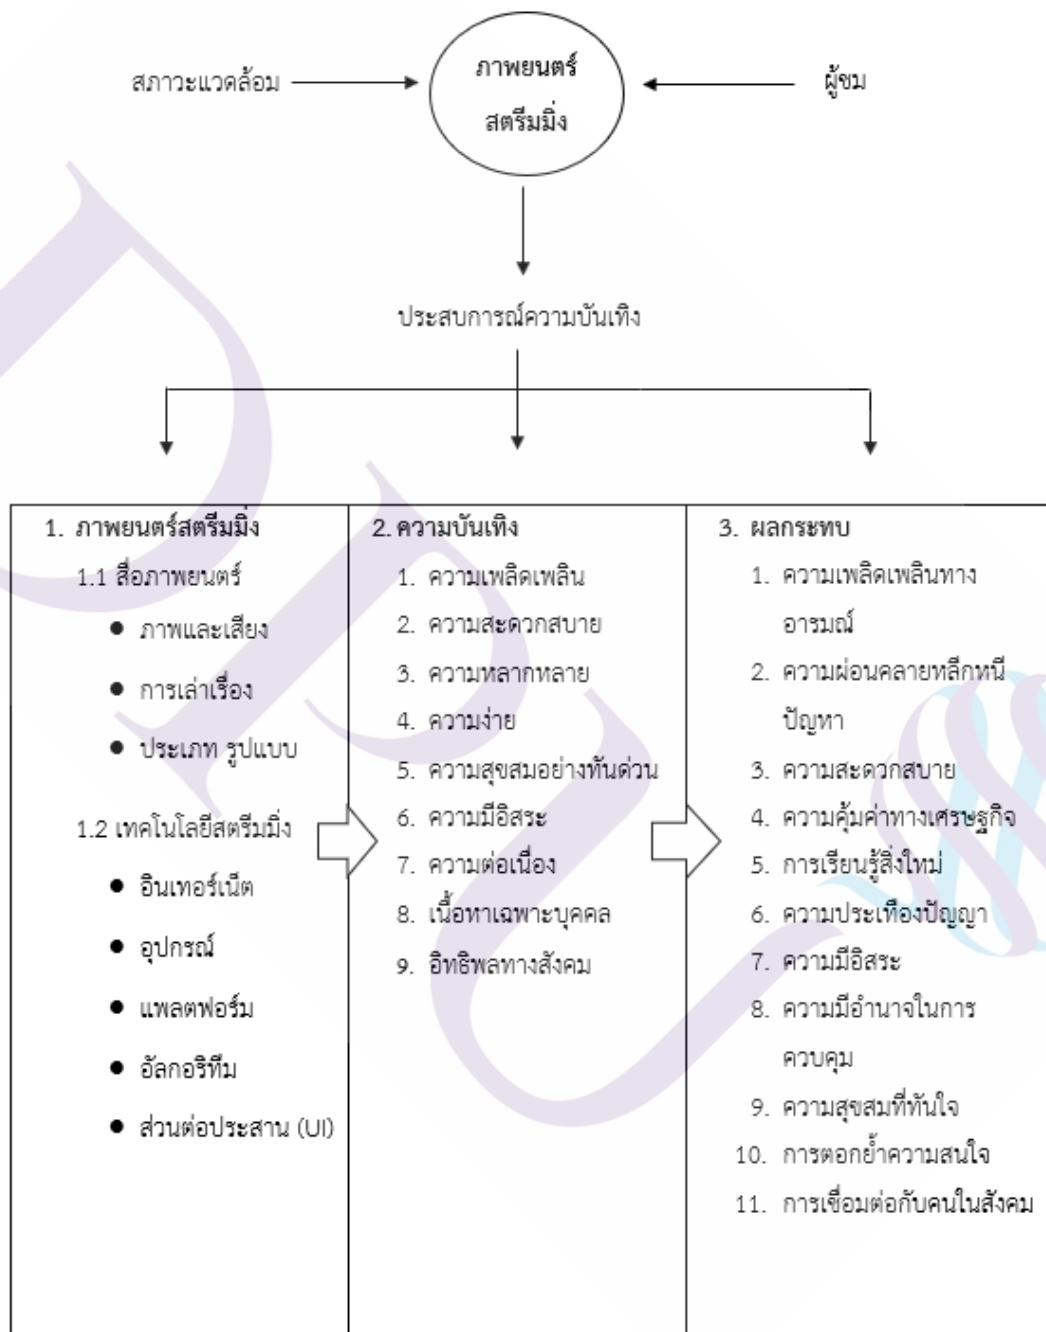 ภาพยนตร์
สตรีมมิ่ง
สภาวะแวดล้อม
ผู้ชม
ประสบการณ์ความบันเทิง
1. ภาพยนตร์สตรีมมิ่ง
1.1 สื่อภาพยนตร์
● ภาพและเสียง
● การเล่าเรื่อง
● ประเภท รูปแบบ
1.2 เทคโนโลยีสตรีมมิ่ง
● อินเทอร์เน็ต
● อุปกรณ์
● แพลตฟอร์ม
● อัลกอริทึม
● ส่วนต่อประสาน (UI)
2. ความบันเทิง
1. ความเพลิดเพลิน
2. ความสะดวกสบาย
3. ความหลากหลาย
4. ความง่าย
5. ความสุขสมอย่างทันด่วน
6. ความมีอิสระ
7. ความต่อเนื่อง
8. เนื้อหาเฉพาะบุคคล
9. อิทธิพลทางสังคม
3. ผลกระทบ
1. ความเพลิดเพลินทาง
อารมณ์
2. ความผ่อนคลายหลีกหนี
ปัญหา
3. ความสะดวกสบาย
4. ความคุ้มค่าทางเศรษฐกิจ
5. การเรียนรู้สิ่งใหม่
6. ความประเทืองปัญญา
7. ความมีอิสระ
8. ความมีอำนาจในการ
ควบคุม
9. ความสุขสมที่ทันใจ
10. การตอกย้ำความสนใจ
11. การเชื่อมต่อกับคนในสังคม